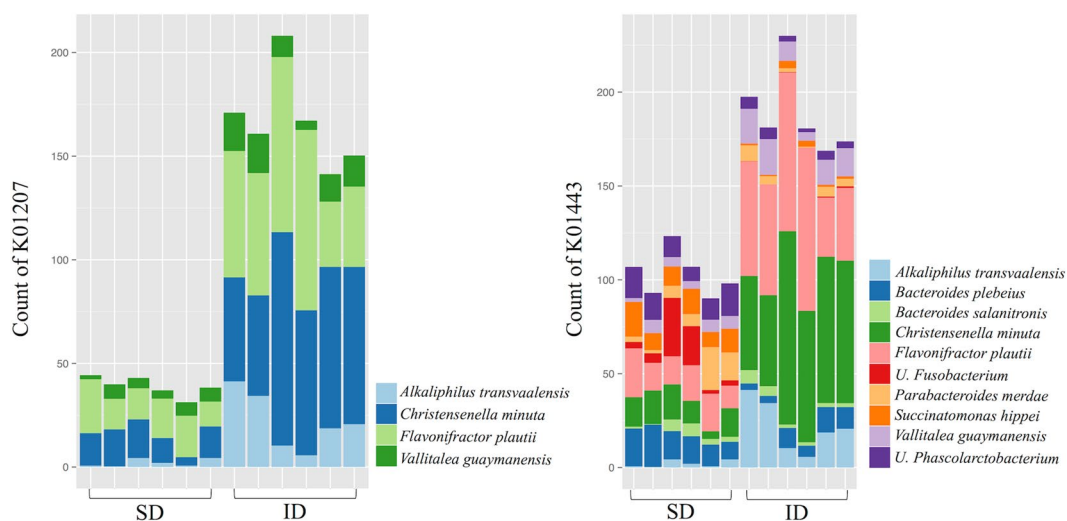 Count of K01207
200
150
100
50
0
SD
ID
Alkaliphilus transvaalensis
Christensenella minuta
Flavonifractor plautii
Vallitalea guaymanensis
Count of K01443
200
150
100
50
0
SD
ID
Alkaliphilus transvaalensis
Bacteroides plebeius
Bacteroides salanitronis
Christensenella minuta
Flavonifractor plautii
U. Fusobacterium
Parabacteroides merdae
Succinatomonas hippei
Vallitalea guaymanensis
U. Phascolarctobacterium